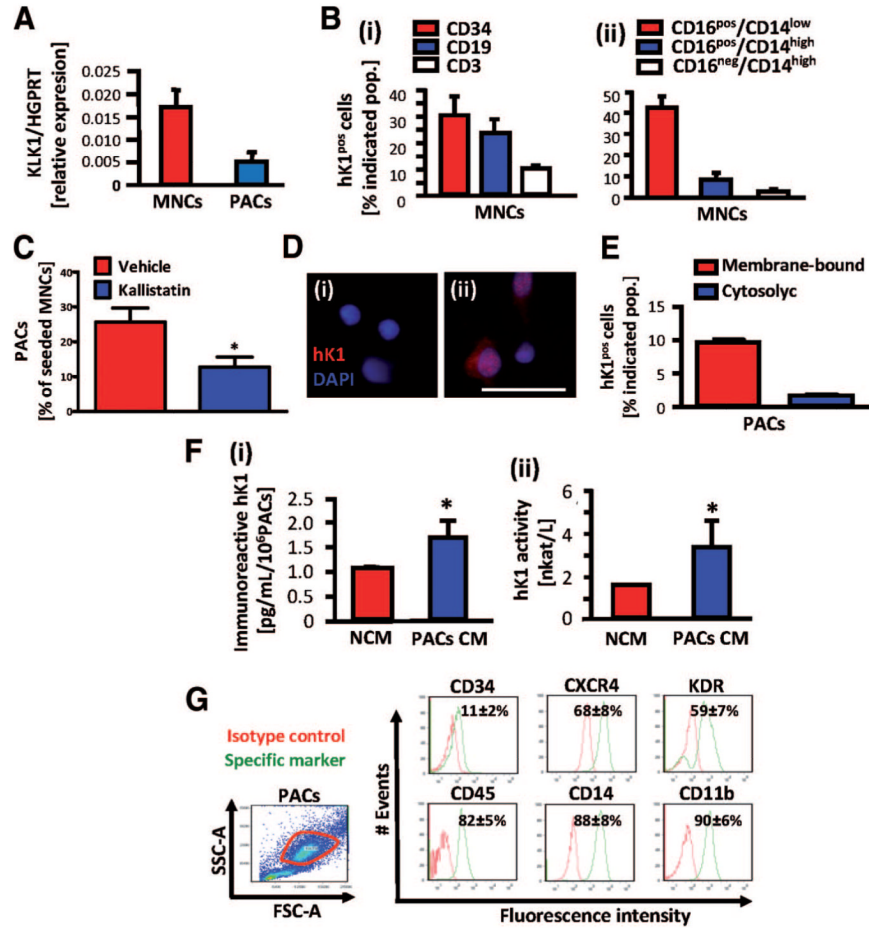 A
KLK1/HGPRT
[relative expresion]
0.025
0.020
0.015
0.010
0.005
0
MNCs PACs
B
(i)
CD34
CD19
CD3
hK1pos cells
[% indicated pop.]
30
20
10
0
MNCs
(ii)
CD16pos/CD14low
CD16pos/CD14high
CD16neg/CD14high
50
40
30
20
10
0
MNCs
C
Vehicle
Kallistatin
PACs
[% of seeded MNCs]
40
30
20
10
0
*
D
(i)
hK1
DAPI
(ii)
E
Membrane-bound
Cytosolyc
hK1pos cells
[% indicated pop.]
15
10
5
0
PACs
F
(i)
Immunoreactive hK1
[pg/mL/10⁶PACs]
2.5
2.0
1.5
1.0
0.5
0
*
NCM PACs CM
(ii)
hK1 activity
[nkat/L]
6
4
2
0
*
NCM PACs CM
G
Isotype control
Specific marker
PACs
SSC-A
FSC-A
# Events
CD34 CXCR4 KDR
11±2% 68±8% 59±7%
CD45 CD14 CD11b
82±5% 88±8% 90±6%
Fluorescence intensity